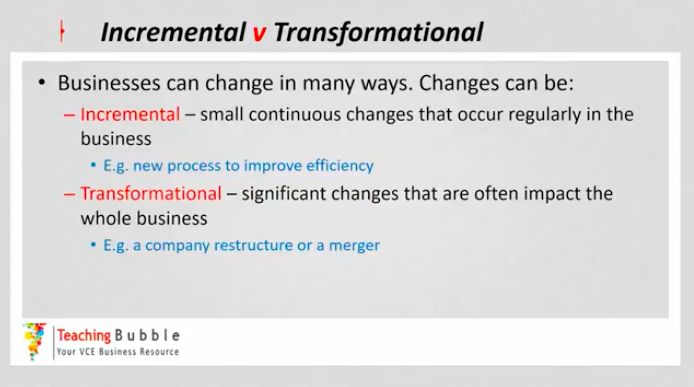 Incremental v Transformational
• Businesses can change in many ways. Changes can be:
– Incremental – small continuous changes that occur regularly in the
business
• E.g. new process to improve efficiency
– Transformational – significant changes that are often impact the
whole business
• E.g. a company restructure or a merger
Teaching Bubble
Your VCE Business Resource